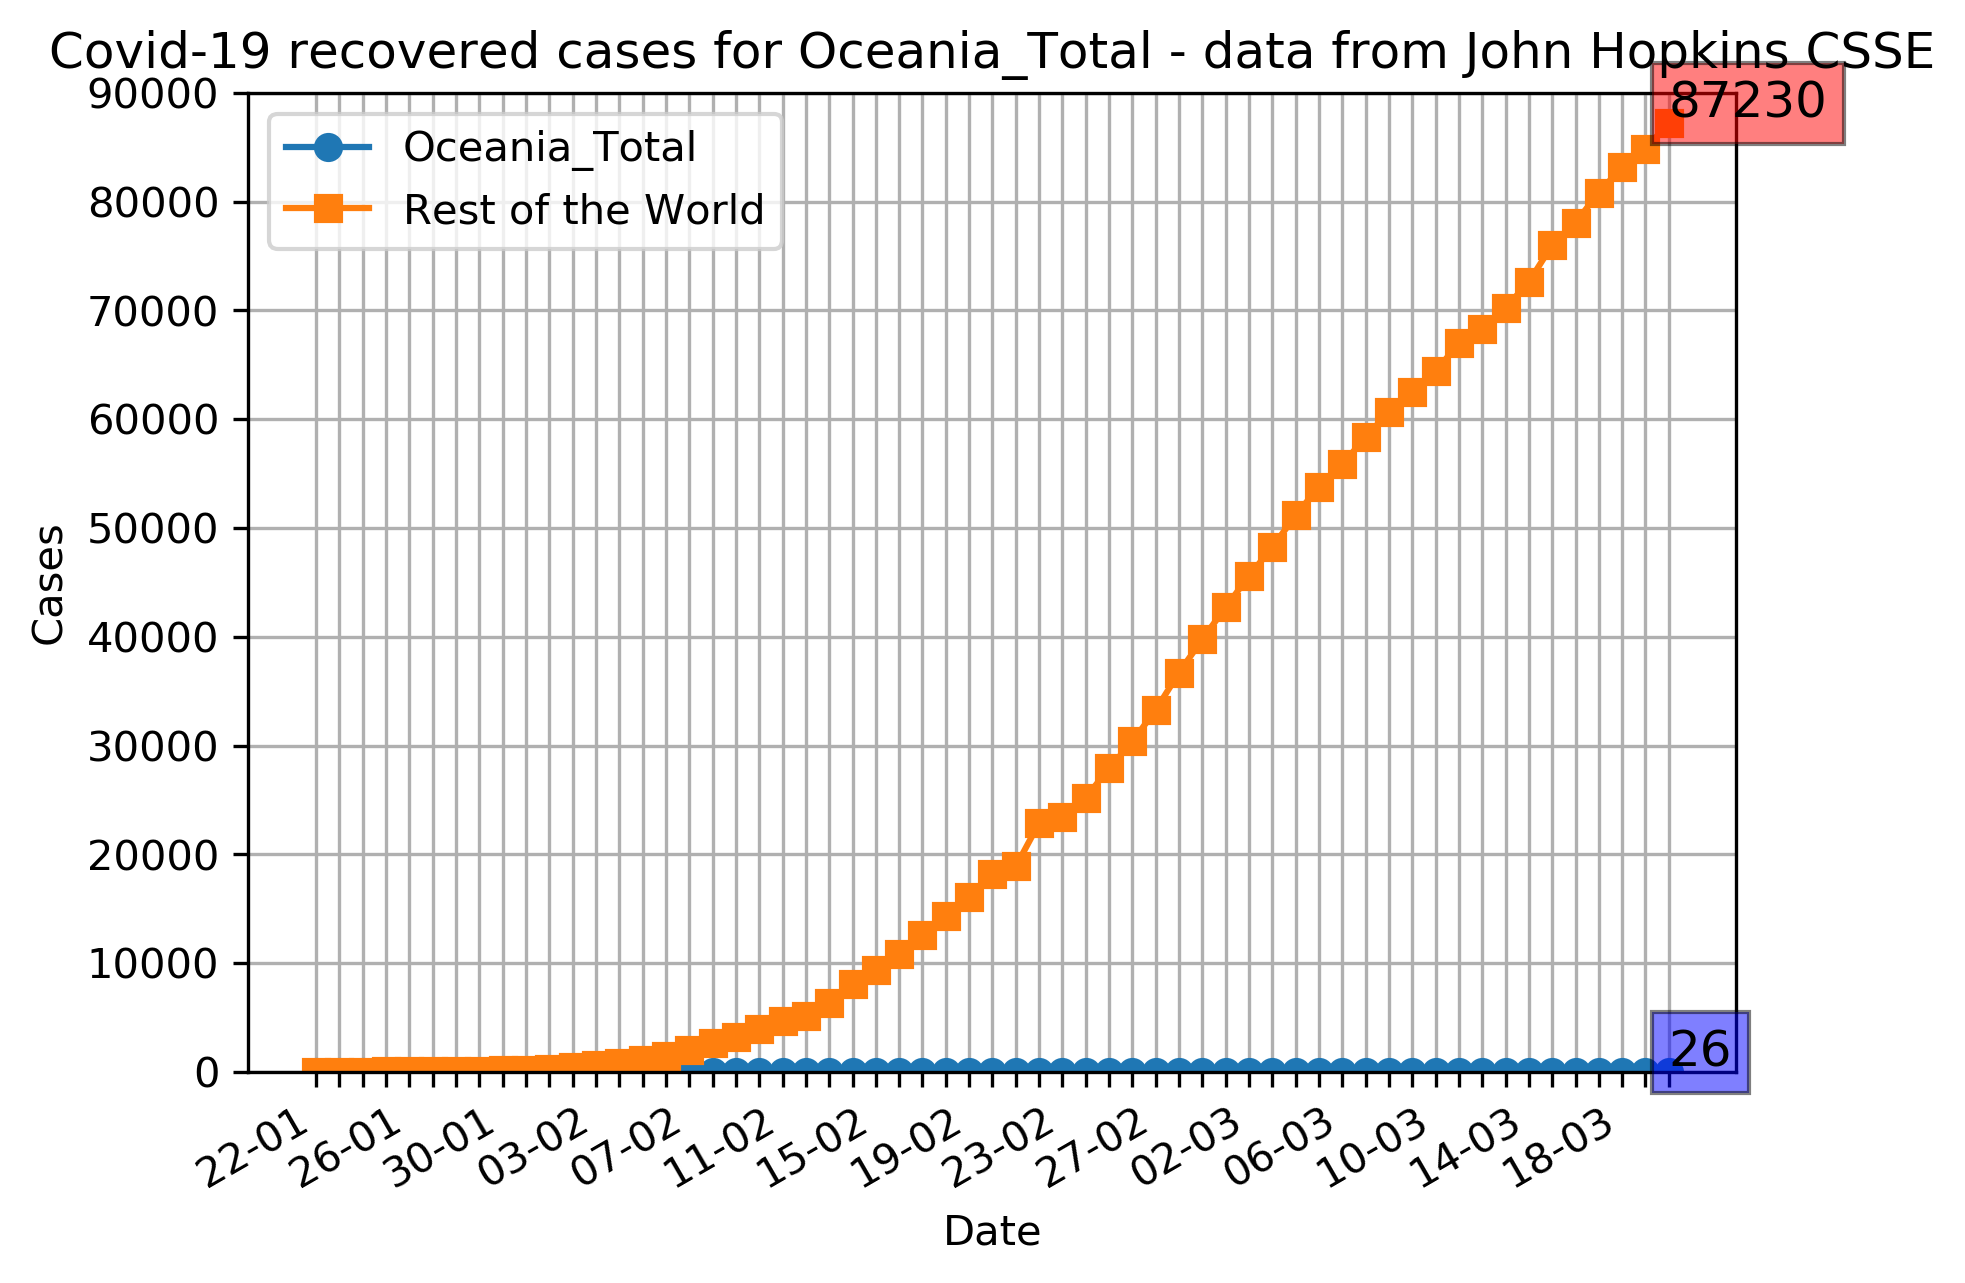 Covid-19 recovered cases for Oceania_Total - data from John Hopkins CSSE
87230
Oceania_Total
Rest of the World
90000
80000
70000
60000
50000
40000
30000
20000
10000
0
Cases
26
22-01 26-01 30-01 03-02 07-02 11-02 15-02 19-02 23-02 27-02 02-03 06-03 10-03 14-03 18-03
Date